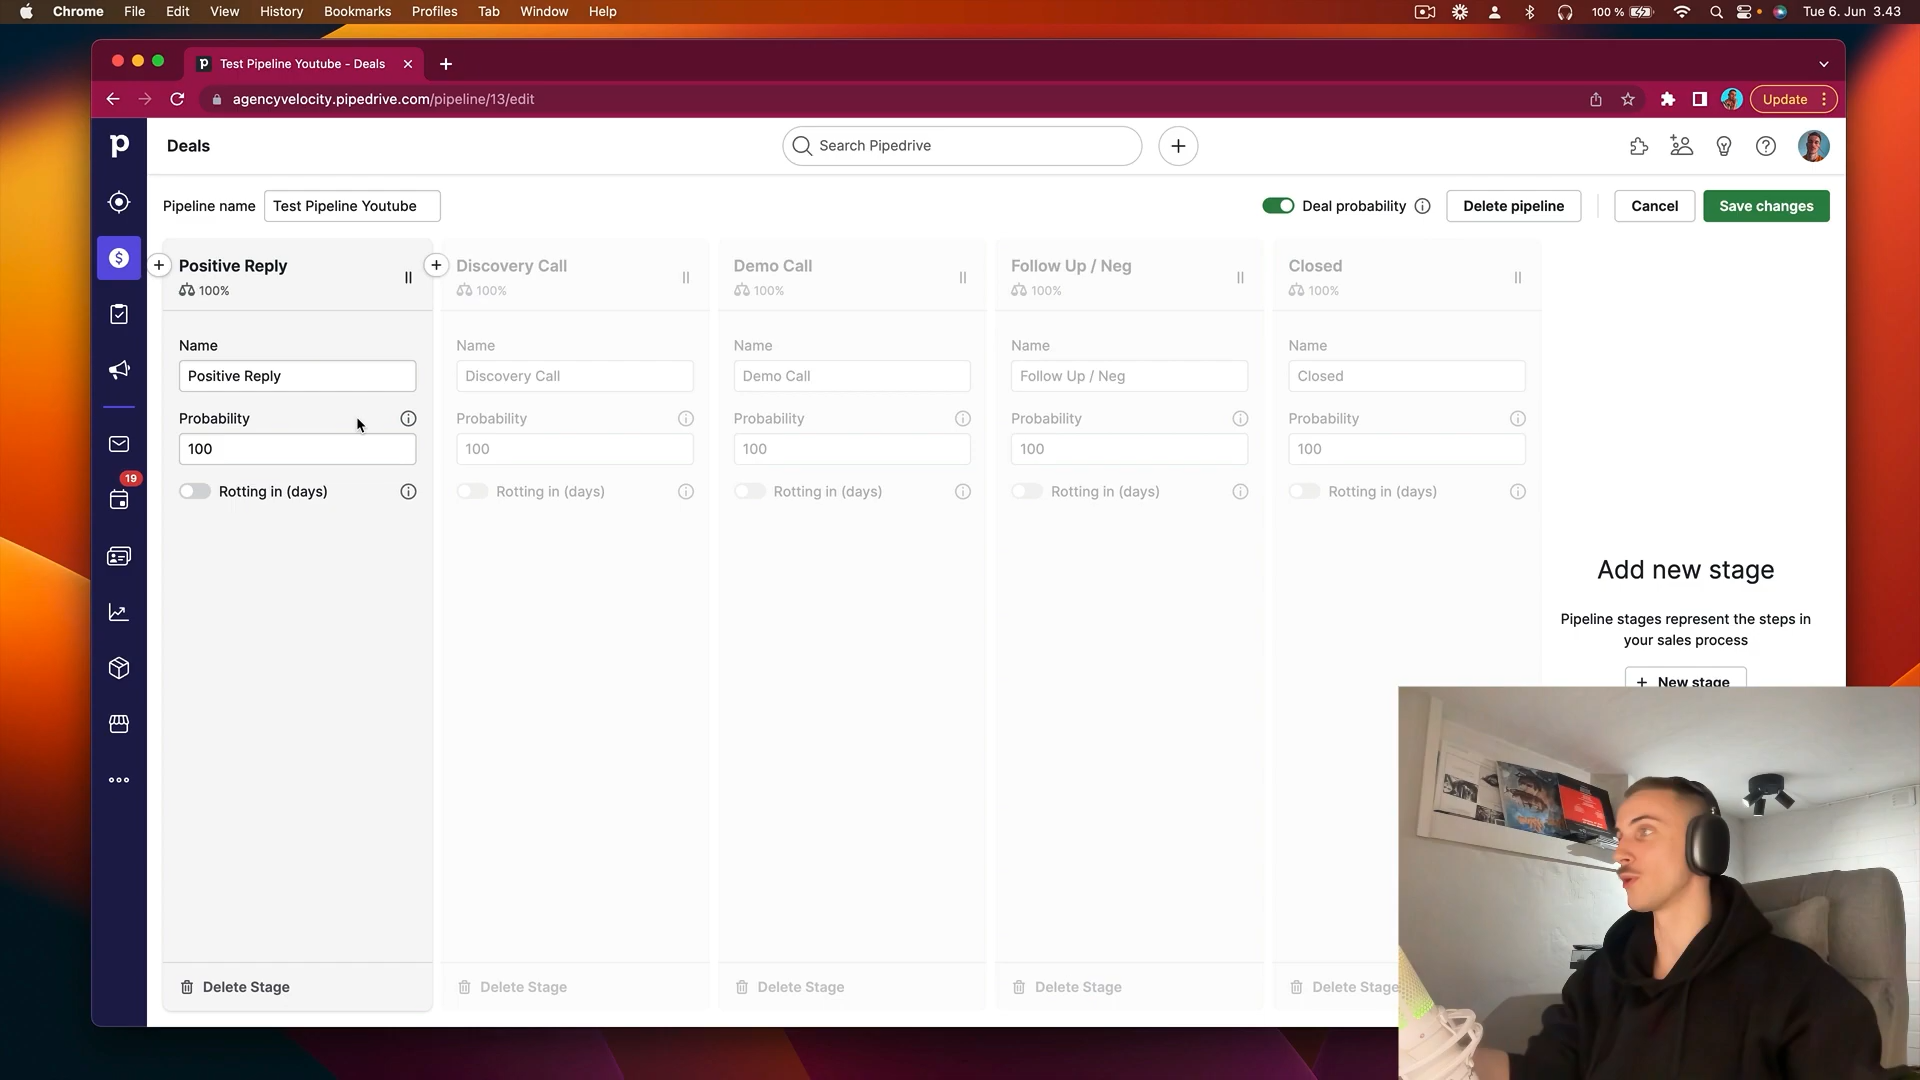 Chrome File Edit View History Bookmarks Profiles Tab Window Help 100 % Tue 6. Jun 3.43
Test Pipeline Youtube - Deals
agencyvelocity.pipedrive.com/pipeline/13/edit Update
Deals Search Pipedrive
Pipeline name Test Pipeline Youtube Deal probability Delete pipeline Cancel Save changes
Positive Reply Discovery Call Demo Call Follow Up / Neg Closed
100% 100% 100% 100% 100%
Name Name Name Name Name
Positive Reply Discovery Call Demo Call Follow Up / Neg Closed
Probability Probability Probability Probability Probability
100 100 100 100 100
19
Rotting in (days) Rotting in (days) Rotting in (days) Rotting in (days) Rotting in (days)
Add new stage
Pipeline stages represent the steps in
your sales process
+ New stage
Delete Stage Delete Stage Delete Stage Delete Stage Delete Stage